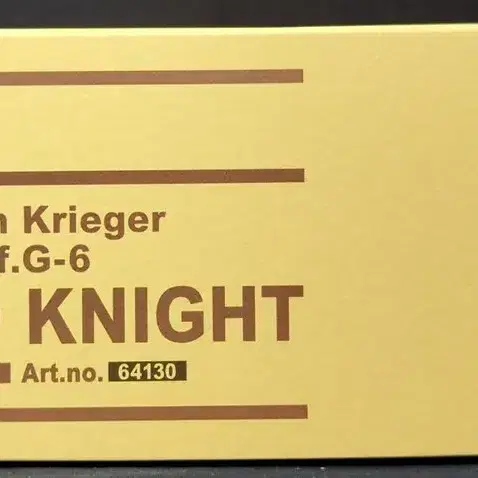 n Krieger
f.G-6
KNIGHT
Art.no. 64130